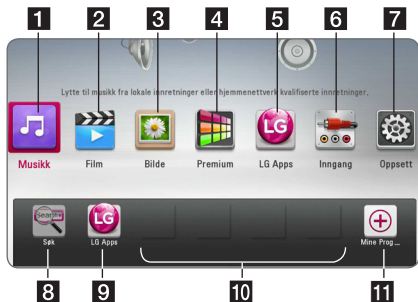 1 2 3 4 5 6 7
Lytte til musikk fra lokale innretninger eller hjemmenettverk kvalifiserte innretninger.
LG
Musikk Film Bilde Premium LG Apps Inngang Oppsett
Search LG
Søk LG Apps Mine Prog...
8 9 10 11